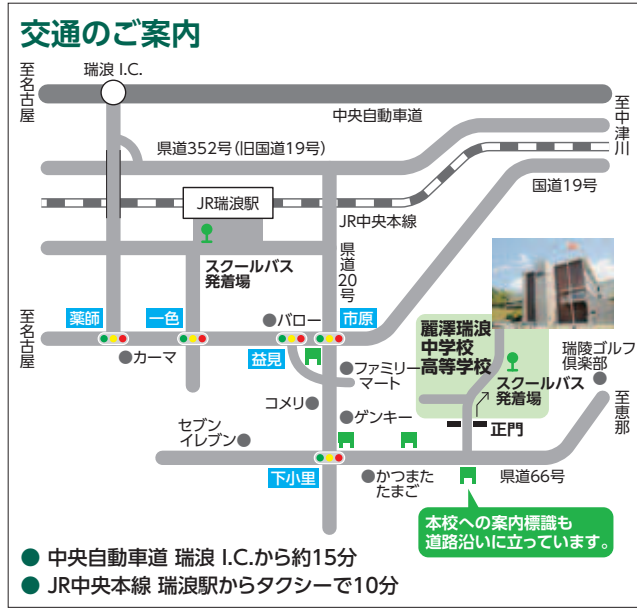 交通のご案内
至名古屋
瑞浪 I.C.
中央自動車道
至中津川
県道352号(旧国道19号)
国道19号
JR瑞浪駅
JR中央本線
スクールバス
発着場
県道20号
至名古屋
薬師
一色
バロー
市原
カーマ
益見
ファミリー
マート
麗澤瑞浪
中学校
高等学校
瑞陵ゴルフ
倶楽部
スクールバス
発着場
至恵那
コメリ
ゲンキー
正門
セブン
イレブン
下小里
かつまた
たまご
県道66号
本校への案内標識も
道路沿いに立っています。
● 中央自動車道 瑞浪 I.C.から約15分
● JR中央本線 瑞浪駅からタクシーで10分